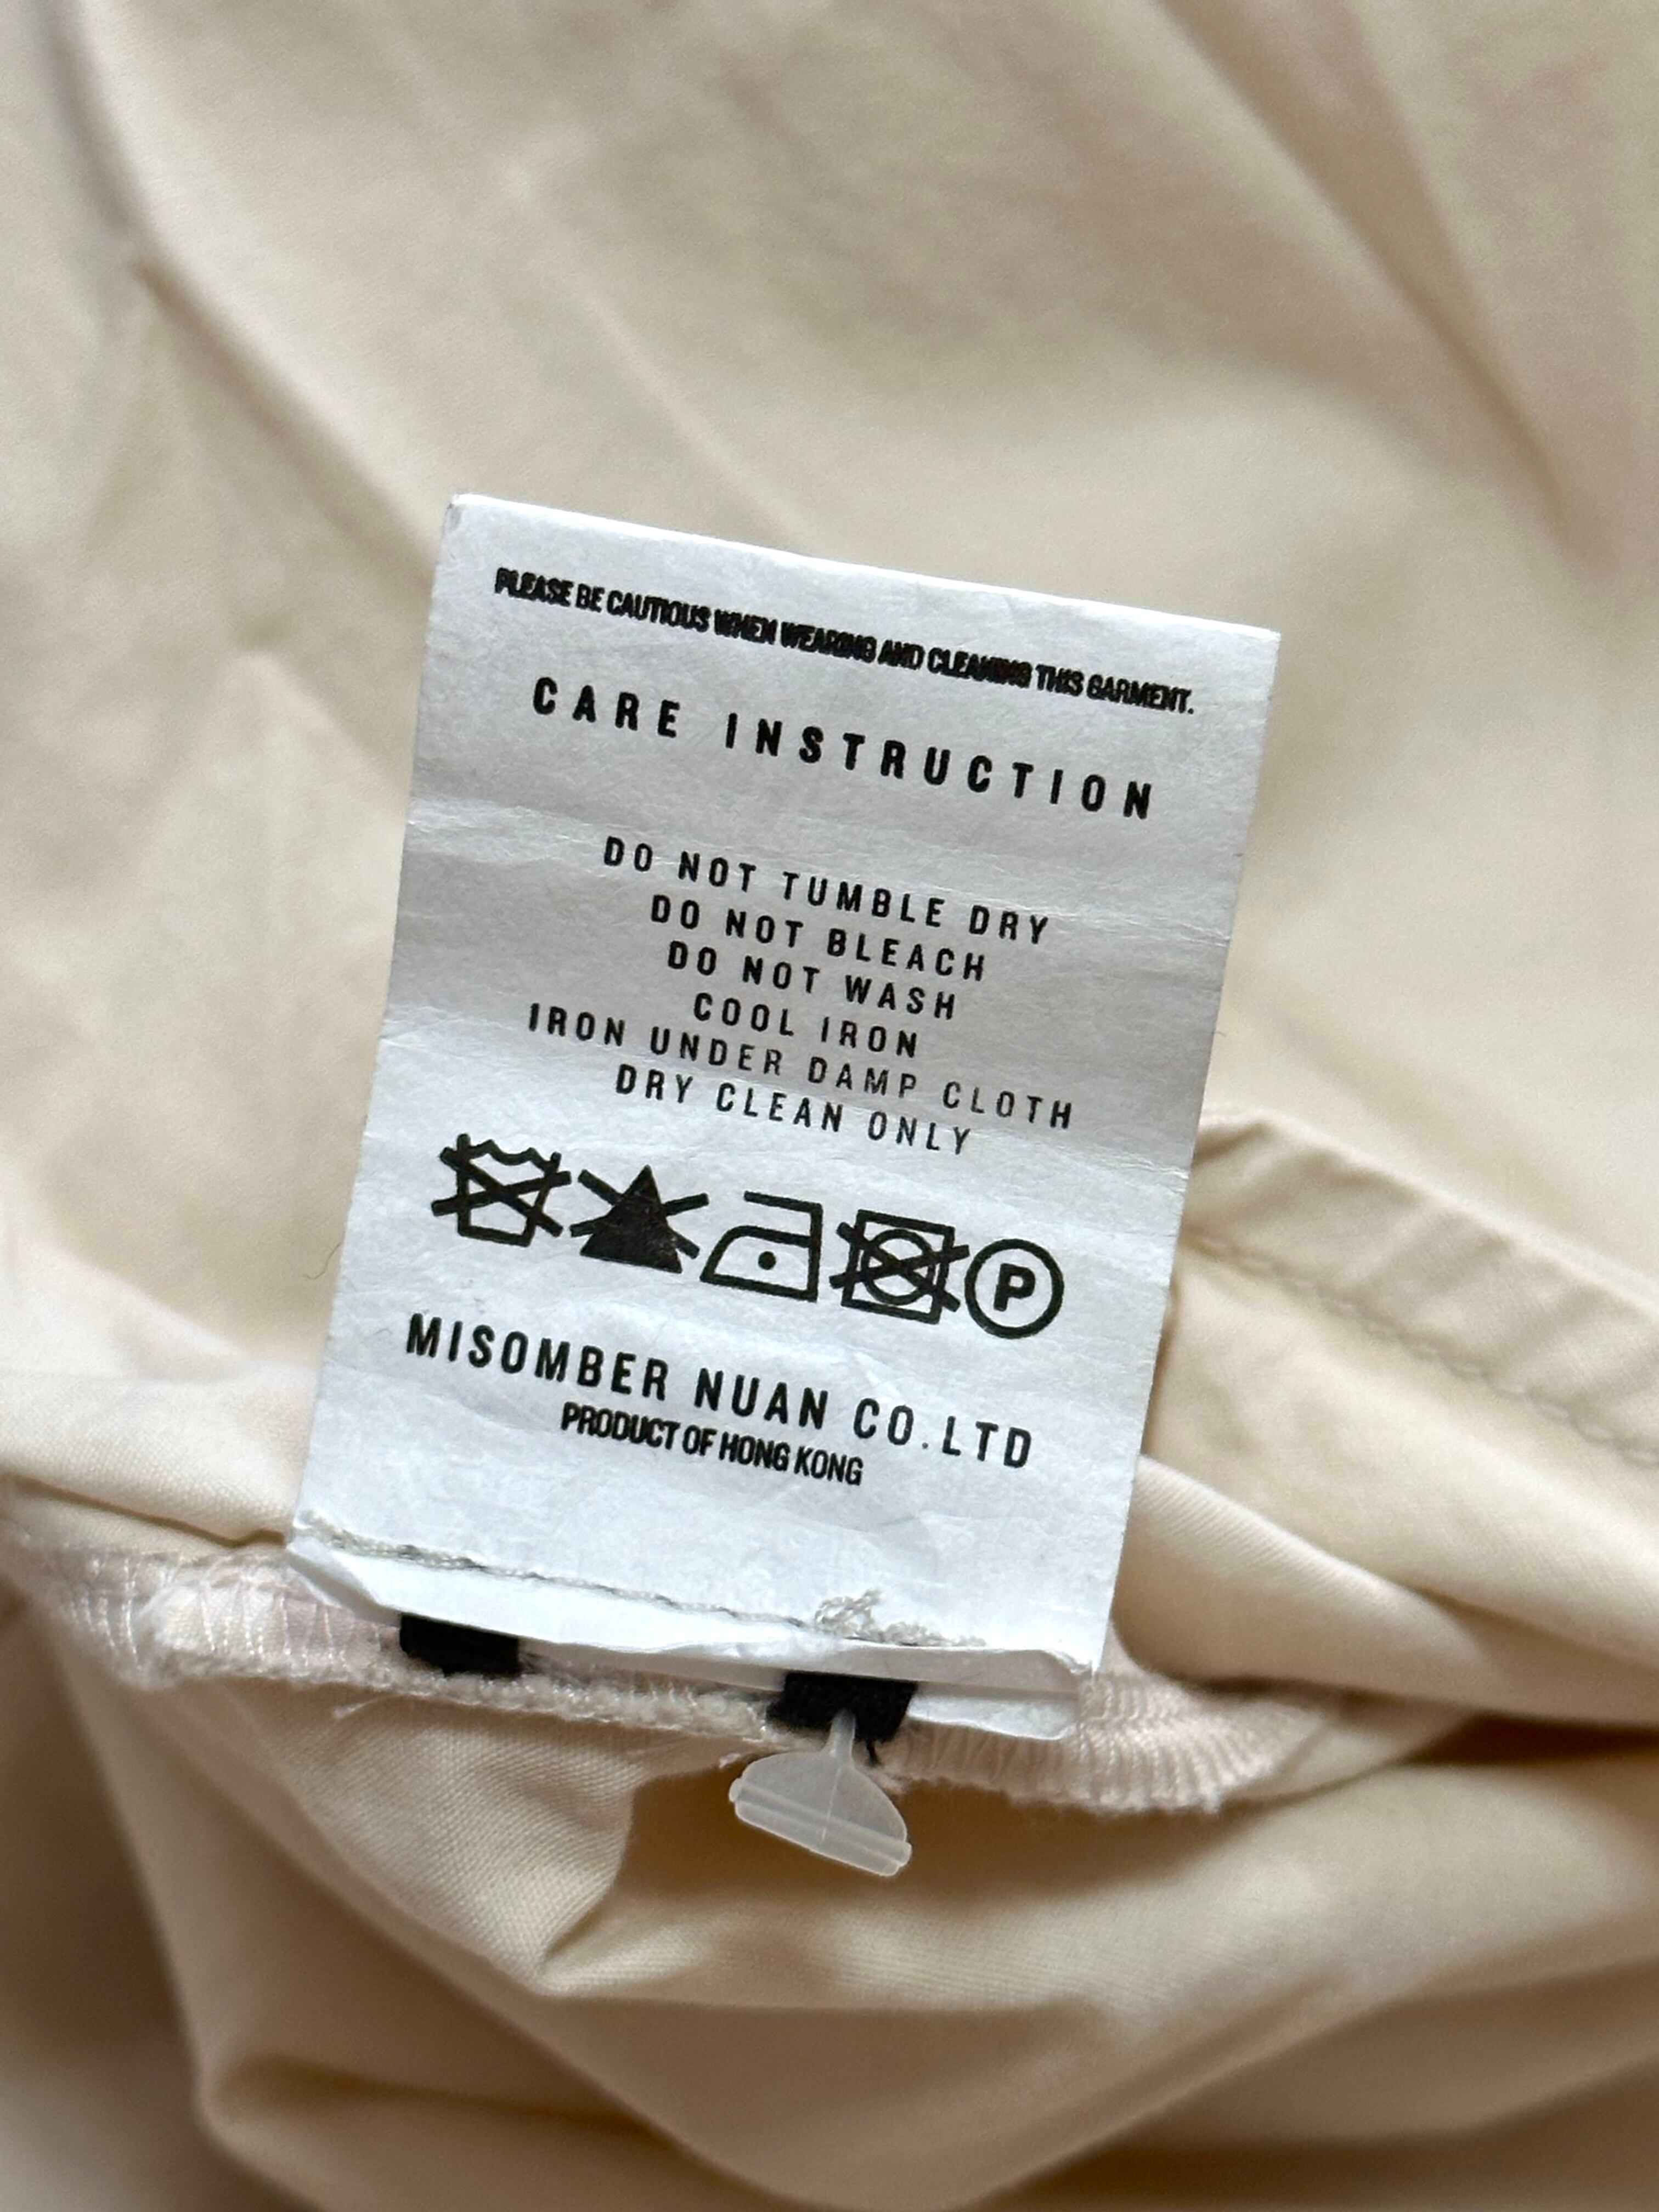 PLEASE BE CAUTIOUS WHEN WEARING AND CLEANING THIS GARMENT.
CARE INSTRUCTION
DO NOT TUMBLE DRY
DO NOT BLEACH
DO NOT WASH
COOL IRON
IRON UNDER DAMP CLOTH
DRY CLEAN ONLY
P
MISOMBER NUAN CO.LTD
PRODUCT OF HONG KONG